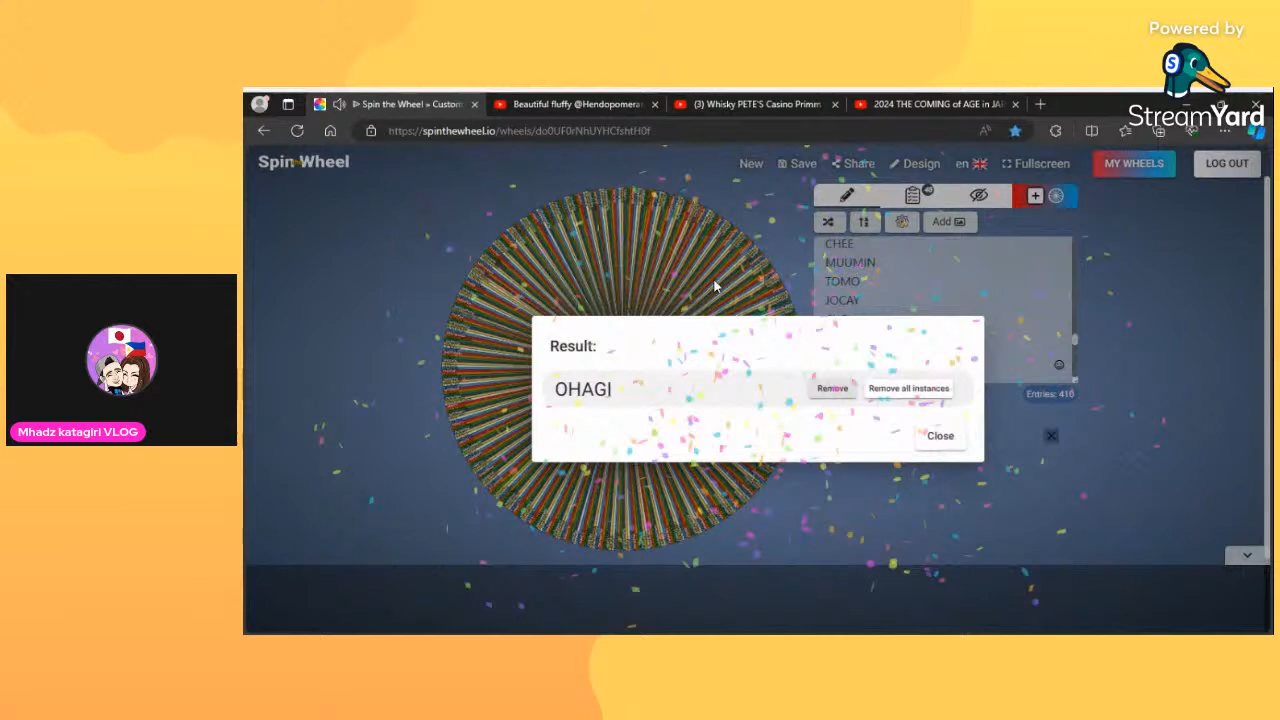 Powered by
S
StreamYard
Spin the Wheel = Custom
Beautiful fluffy @Hendopomera
(3) Whisky PETE'S Casino Primm
2024 THE COMING of AGE in JA
https://spinthewheel.io/wheels/do0UF0rNhUYHCfshtH0f
Spin Wheel
New
Save
Share
Design
en
Fullscreen
MY WHEELS
LOG OUT
Add
CHEE
MUUMIN
TOMO
JOCAY
Result:
OHAGI
Remove
Remove all instances
Close
Entries: 410
Mhadz katagiri VLOG